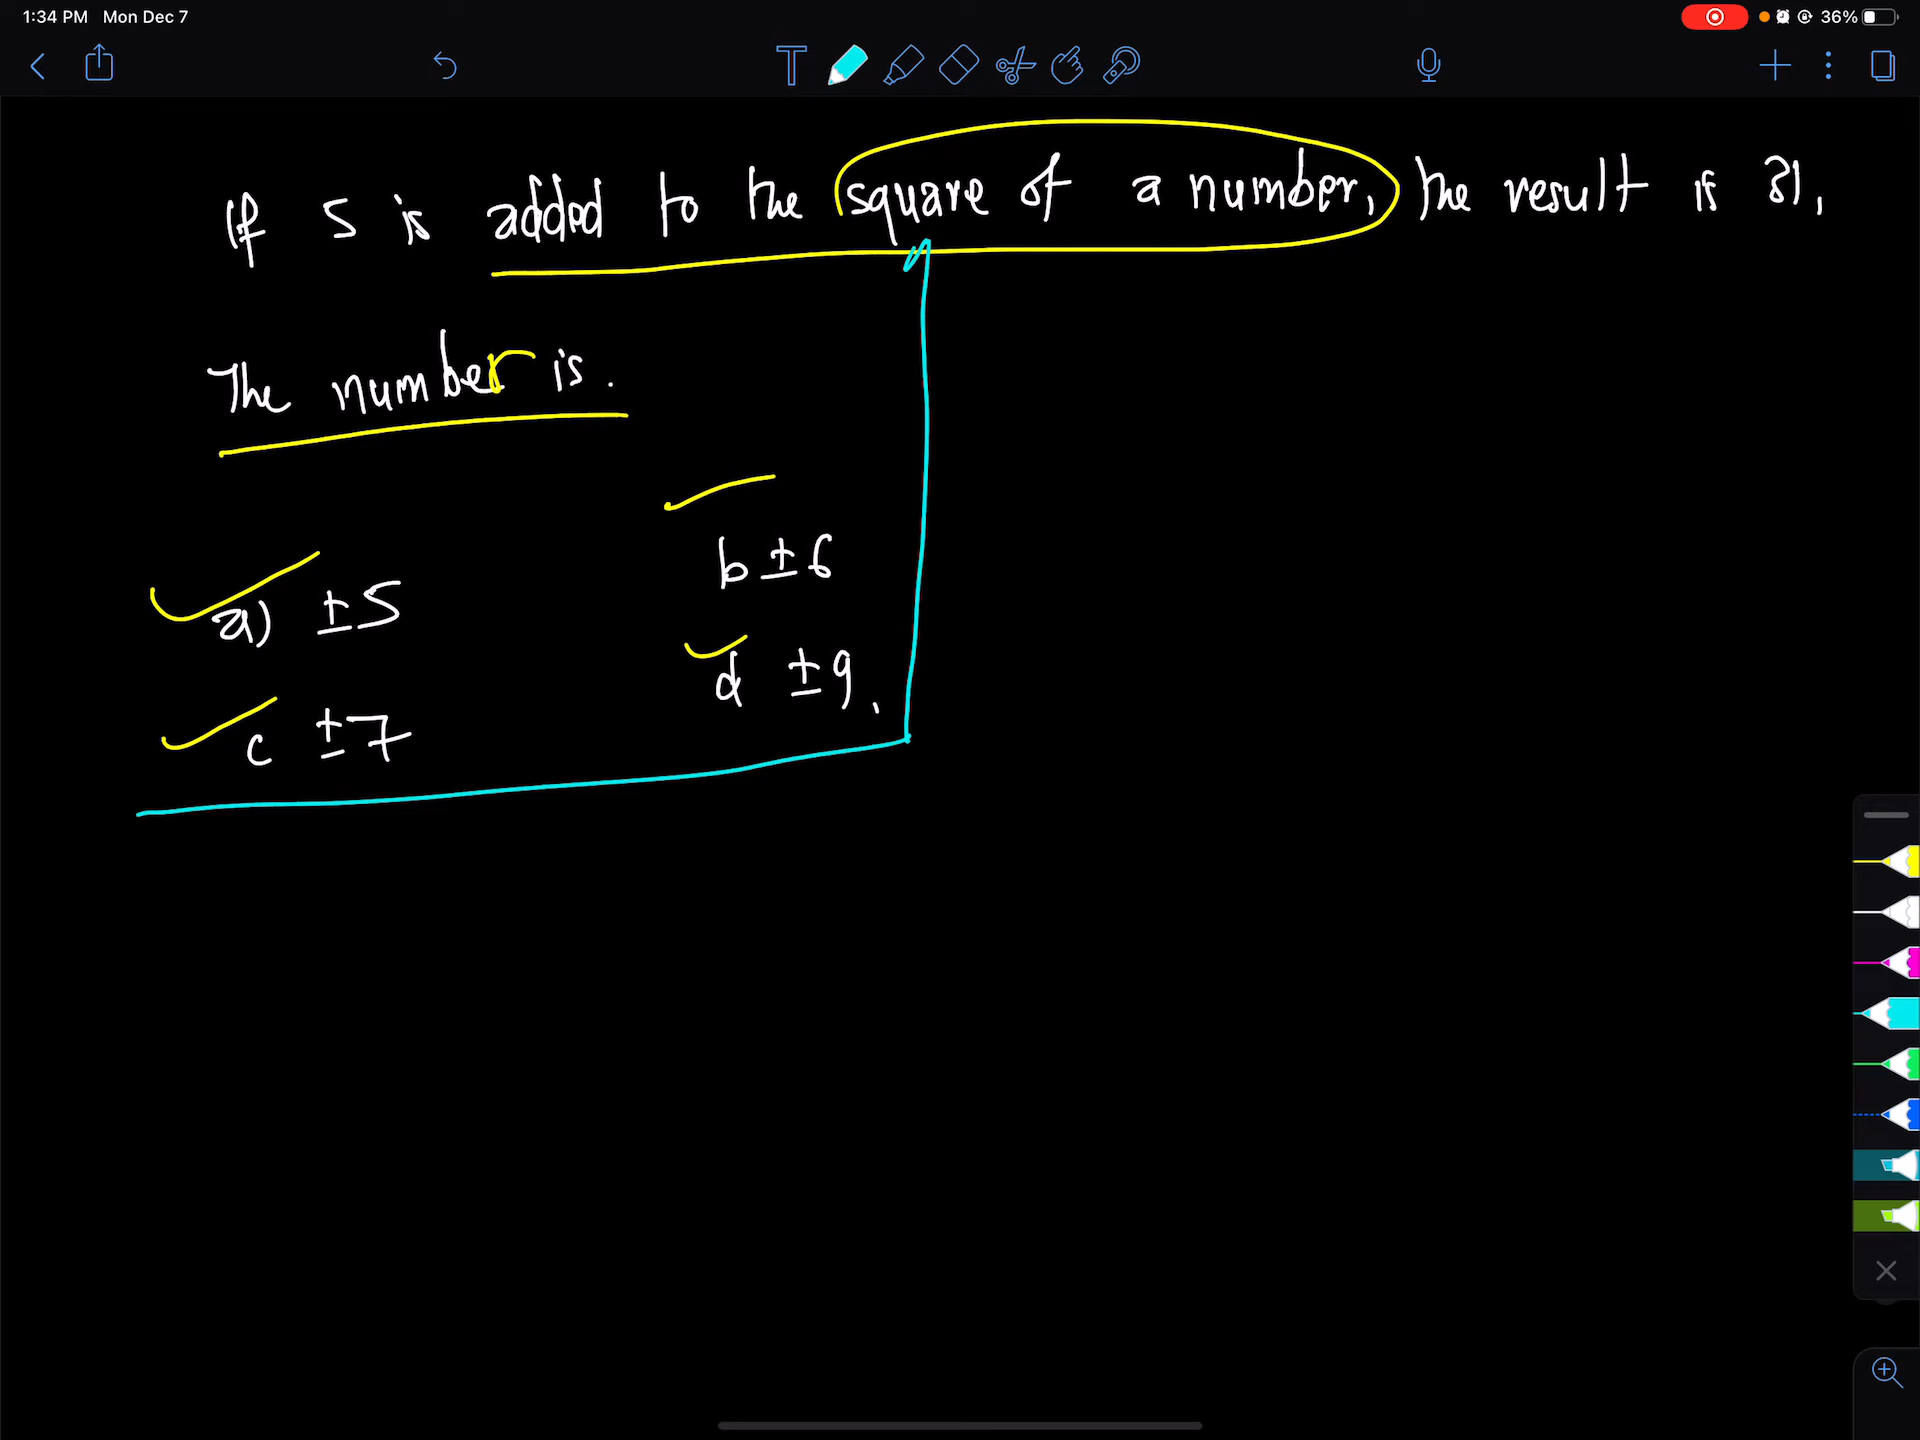 1:34 PM Mon Dec 7
36%
If 5 is added to the square of a number, the result is
The number is.
a) ±5 b ±6
c ±7 d ±9,